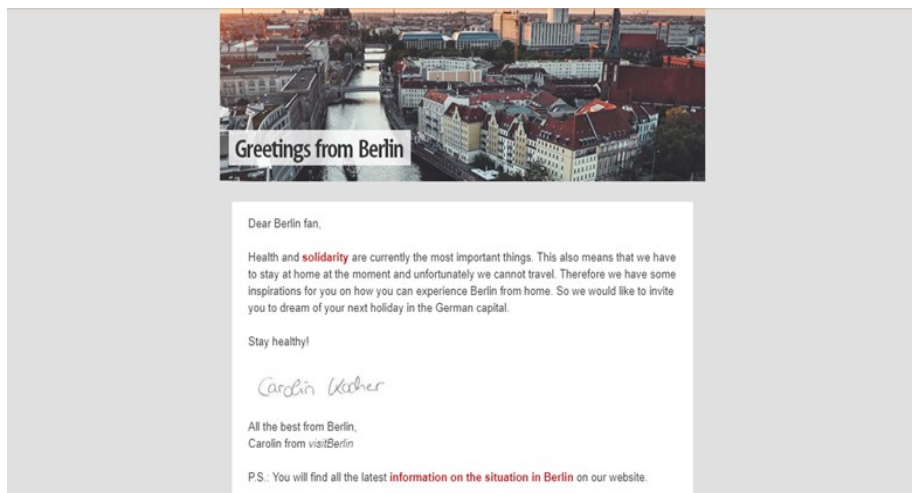 Greetings from Berlin
Dear Berlin fan,
Health and solidarity are currently the most important things. This also means that we have
to stay at home at the moment and unfortunately we cannot travel. Therefore we have some
inspirations for you on how you can experience Berlin from home. So we would like to invite
you to dream of your next holiday in the German capital.
Stay healthy!
Carolin Kocher
All the best from Berlin,
Carolin from visitBerlin
P.S.: You will find all the latest information on the situation in Berlin on our website.